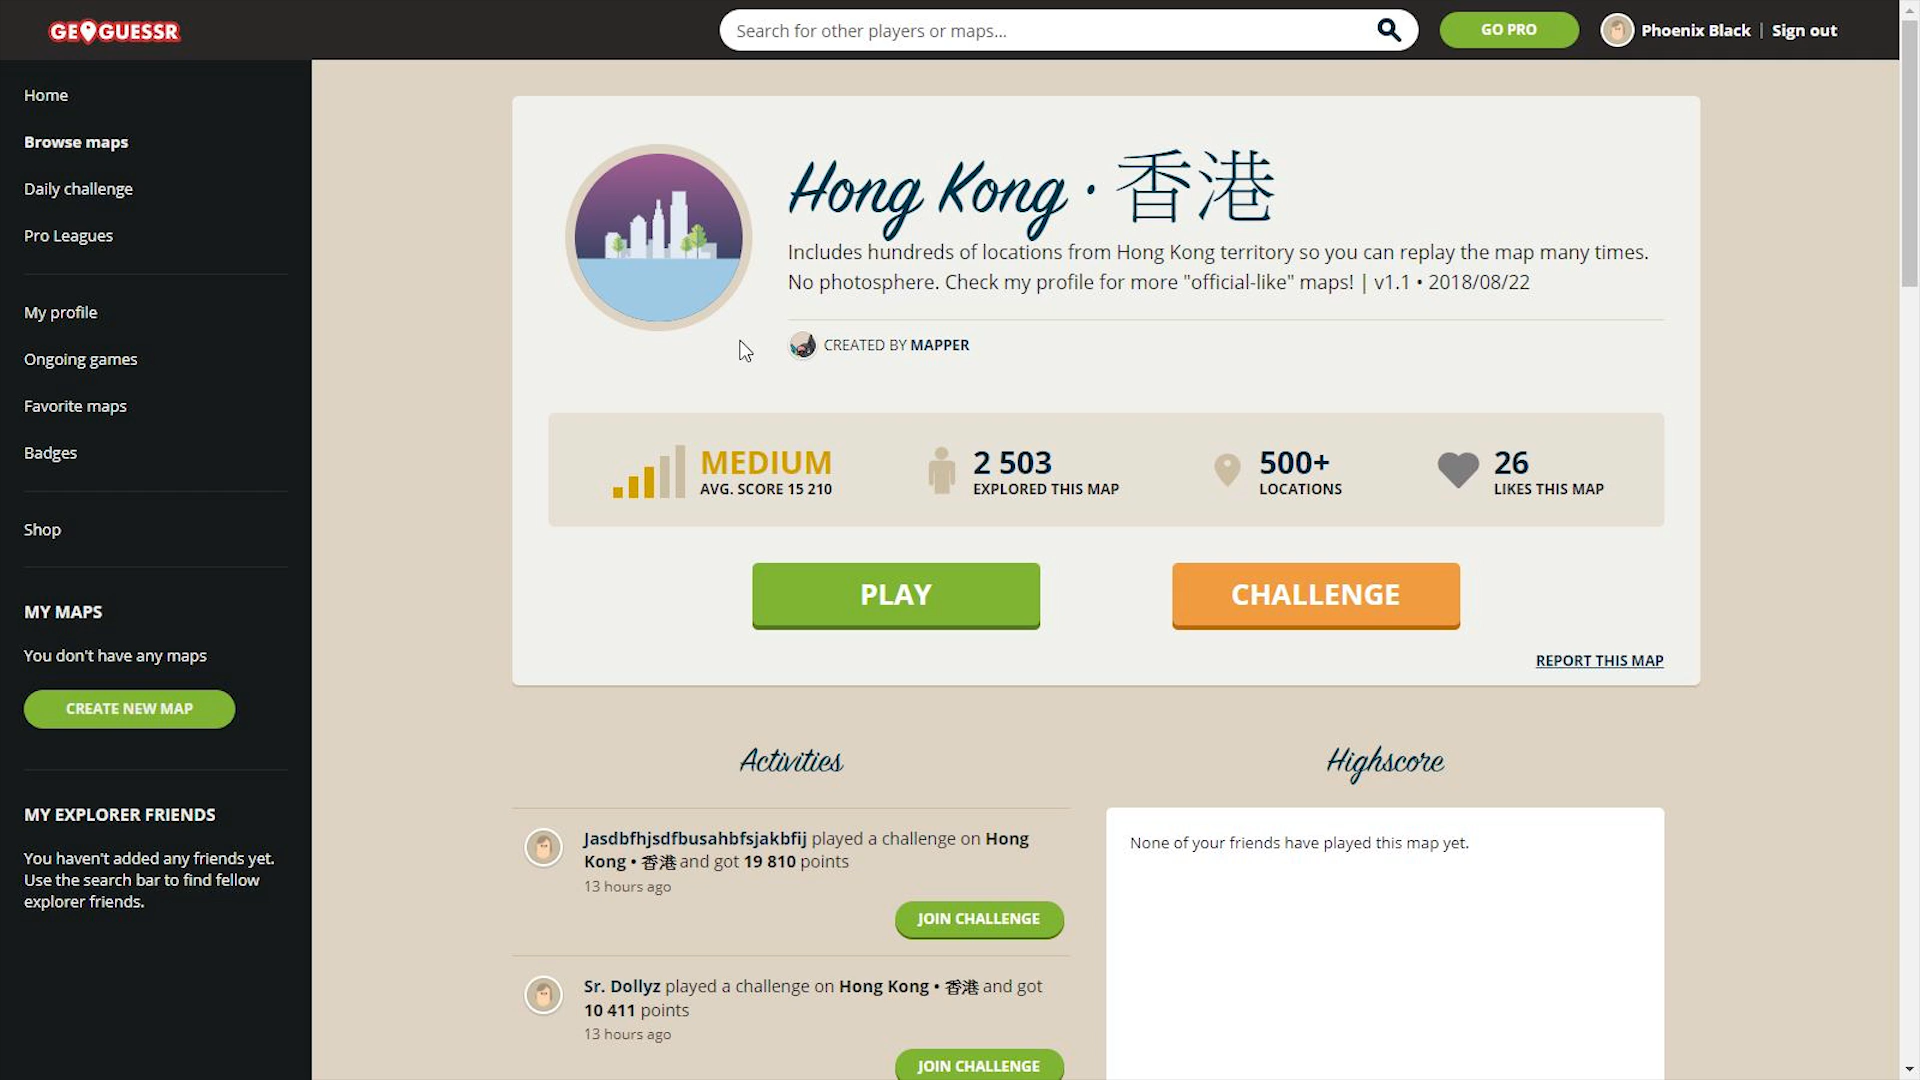 GEOGUESSR
Search for other players or maps...
GO PRO
Phoenix Black | Sign out
Home
Browse maps
Daily challenge
Pro Leagues
My profile
Ongoing games
Favorite maps
Badges
Shop
MY MAPS
You don't have any maps
CREATE NEW MAP
MY EXPLORER FRIENDS
You haven't added any friends yet.
Use the search bar to find fellow
explorer friends.
Hong Kong • 香港
Includes hundreds of locations from Hong Kong territory so you can replay the map many times.
No photosphere. Check my profile for more "official-like" maps! | v1.1 • 2018/08/22
CREATED BY MAPPER
MEDIUM
AVG. SCORE 15 210
2 503
EXPLORED THIS MAP
500+
LOCATIONS
26
LIKES THIS MAP
PLAY
CHALLENGE
REPORT THIS MAP
Activities
Jasdbfhjsdfbusahbfsjakbfij played a challenge on Hong
Kong • 香港 and got 19 810 points
13 hours ago
JOIN CHALLENGE
Sr. Dollyz played a challenge on Hong Kong • 香港 and got
10 411 points
13 hours ago
JOIN CHALLENGE
Highscore
None of your friends have played this map yet.